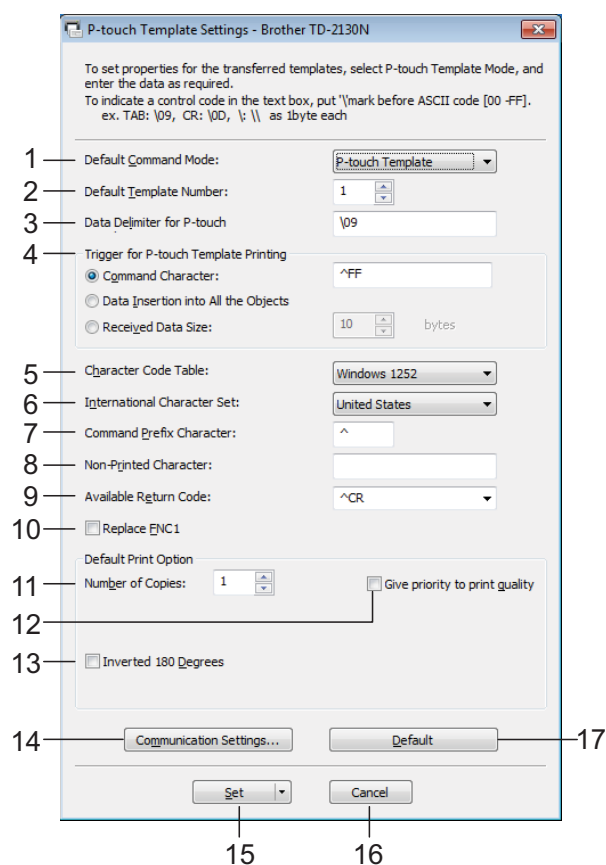 P-touch Template Settings - Brother TD-2130N
To set properties for the transferred templates, select P-touch Template Mode, and
enter the data as required.
To indicate a control code in the text box, put '\'mark before ASCII code [00 -FF].
ex. TAB: \09, CR: \0D, \: \\ as 1byte
each
1 Default Command Mode: P-touch Template
2 Default Template Number: 1
3 Data Delimiter for P-touch \09
4 Trigger for P-touch Template Printing
Command Character: ^FF
Data Insertion into All the Objects
Received Data Size: 10 bytes
5 Character Code Table: Windows 1252
6 International Character Set: United States
7 Command Prefix Character: ^
8 Non-Printed Character:
9 Available Return Code: ^CR
10 Replace FNC1
Default Print Option
11 Number of Copies: 1 Give priority to print quality
12
13 Inverted 180 Degrees
14 Communication Settings... Default 17
Set Cancel
15 16